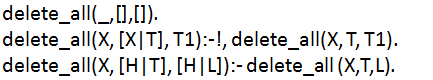 delete_all(_,[],[]).
delete_all(X, [X|T], T1):-!, delete_all(X, T, T1).
delete_all(X, [H|T], [H|L]):- delete_all (X,T,L).